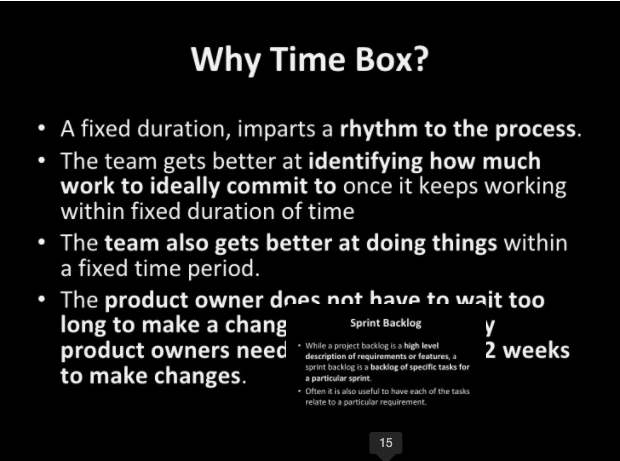 Why Time Box?
• A fixed duration, imparts a rhythm to the process.
• The team gets better at identifying how much
work to ideally commit to once it keeps working
within fixed duration of time
• The team also gets better at doing things within
a fixed time period.
• The product owner does not have to wait too
long to make a chang
y
product owners need
2 weeks
to make changes.
Sprint Backlog
• While a project backlog is a high level
description of requirements or features, a
sprint backlog is a backlog of specific tasks for
a particular sprint.
• Often it is also useful to have each of the tasks
relate to a particular requirement.
15